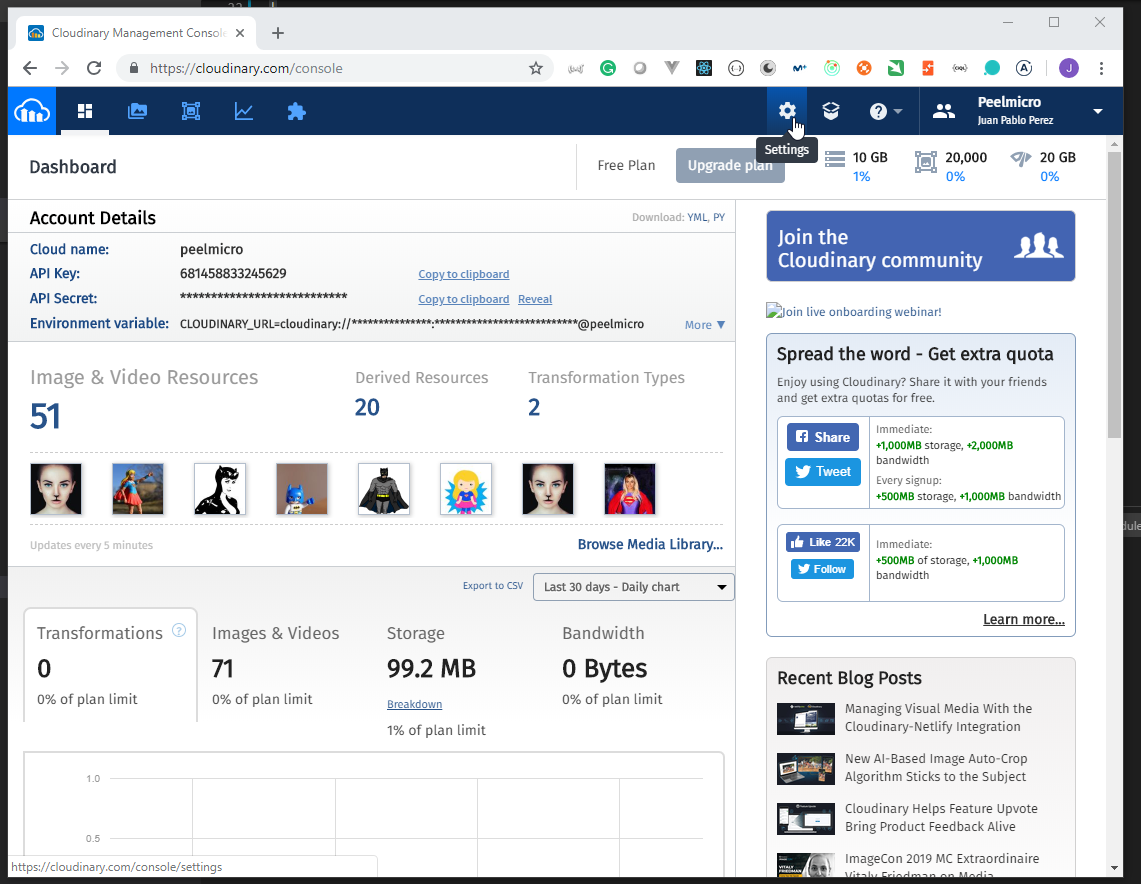 Cloudinary Management Console
https://cloudinary.com/console
J
Peelmicro
Juan Pablo Perez
Settings
Dashboard
Free Plan
Upgrade plan
10 GB
1%
20,000
0%
20 GB
0%
Account Details
Download: YML, PY
Cloud name: peelmicro
API Key: 681458833245629 Copy to clipboard
API Secret: *************************** Copy to clipboard Reveal
Environment variable: CLOUDINARY_URL=cloudinary://***************:***************************@peelmicro More ▼
Image & Video Resources
51
Derived Resources
20
Transformation Types
2
Updates every 5 minutes
Browse Media Library...
Export to CSV
Last 30 days - Daily chart
Transformations ?
0
0% of plan limit
Images & Videos
71
0% of plan limit
Storage
99.2 MB
Breakdown
1% of plan limit
Bandwidth
0 Bytes
0% of plan limit
1.0
0.5
https://cloudinary.com/console/settings
Join the
Cloudinary community
Join live onboarding webinar!
Spread the word - Get extra quota
Enjoy using Cloudinary? Share it with your friends
and get extra quotas for free.
Share
Tweet
Immediate:
+1,000MB storage, +2,000MB
bandwidth
Every signup:
+500MB storage, +1,000MB bandwidth
Like 22K
Follow
Immediate:
+500MB of storage, +1,000MB
bandwidth
Learn more...
Recent Blog Posts
Managing Visual Media With the
Cloudinary-Netlify Integration
New AI-Based Image Auto-Crop
Algorithm Sticks to the Subject
Cloudinary Helps Feature Upvote
Bring Product Feedback Alive
ImageCon 2019 MC Extraordinaire
Vitaly Friedman on Media